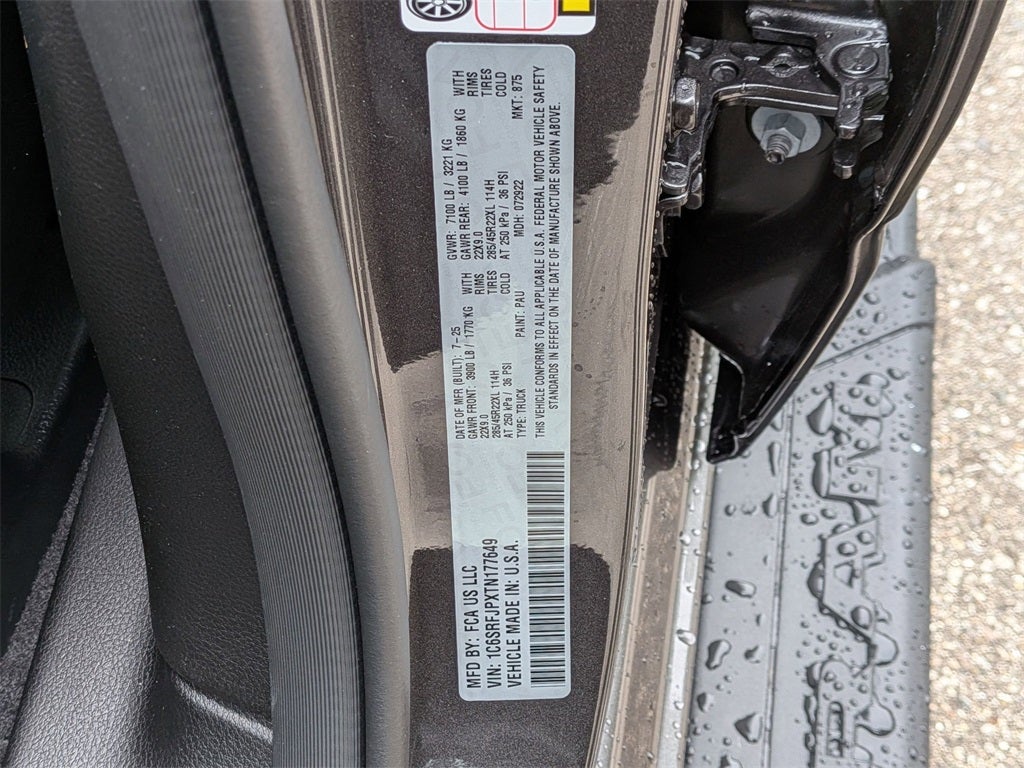 MFD BY: FCA US LLC
VIN: 1C6SRFJPXTN177649
VEHICLE MADE IN: U.S.A.
DATE OF MFR (BUILT): 7-25
GAWR FRONT: 3900 LB / 1770 KG WITH
22X9.0 RIMS
285/45R22XL 114H TIRES
AT 250 kPa / 36 PSI COLD
TYPE: TRUCK PAINT: PAU
GVWR: 7100 LB / 3221 KG
GAWR REAR: 4100 LB / 1860 KG WITH
22X9.0 RIMS
285/45R22XL 114H TIRES
AT 250 kPa / 36 PSI COLD
MDH: 072922 MKT: 875
THIS VEHICLE CONFORMS TO ALL APPLICABLE U.S.A. FEDERAL MOTOR VEHICLE SAFETY
STANDARDS IN EFFECT ON THE DATE OF MANUFACTURE SHOWN ABOVE.